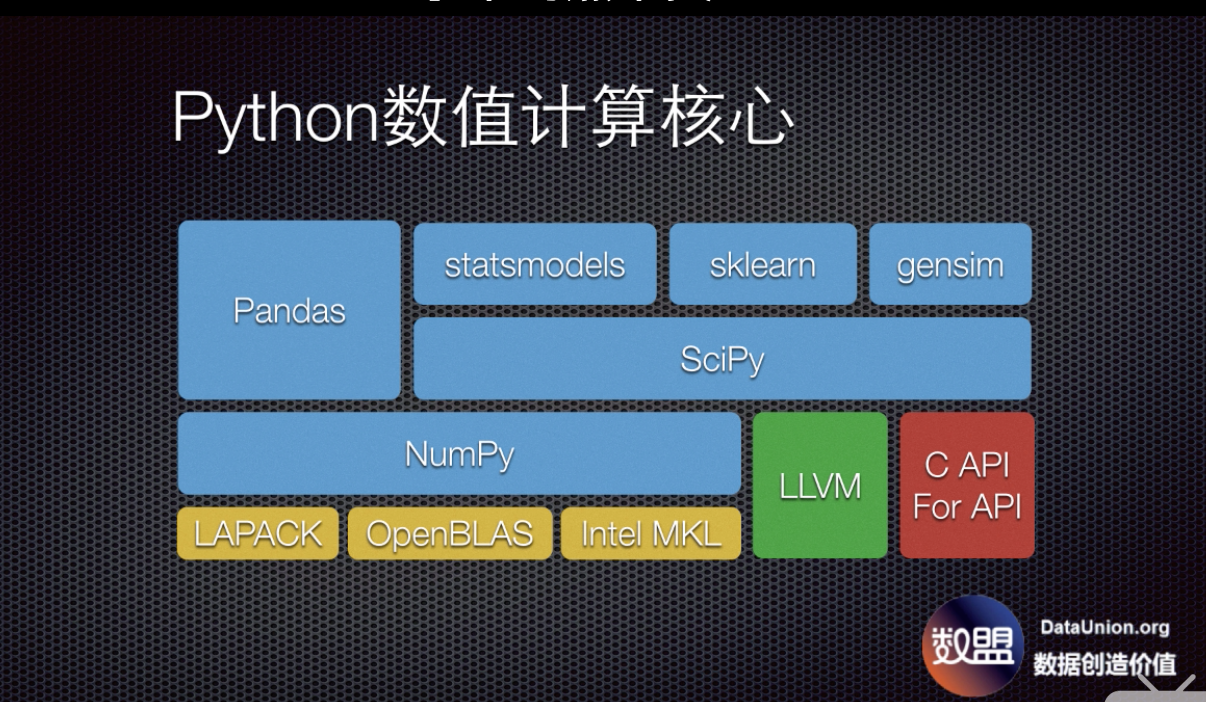 Python数值计算核心
Pandas
statsmodels
sklearn
gensim
SciPy
NumPy
LLVM
C API
For API
LAPACK
OpenBLAS
Intel MKL
数盟
DataUnion.org
数据创造价值